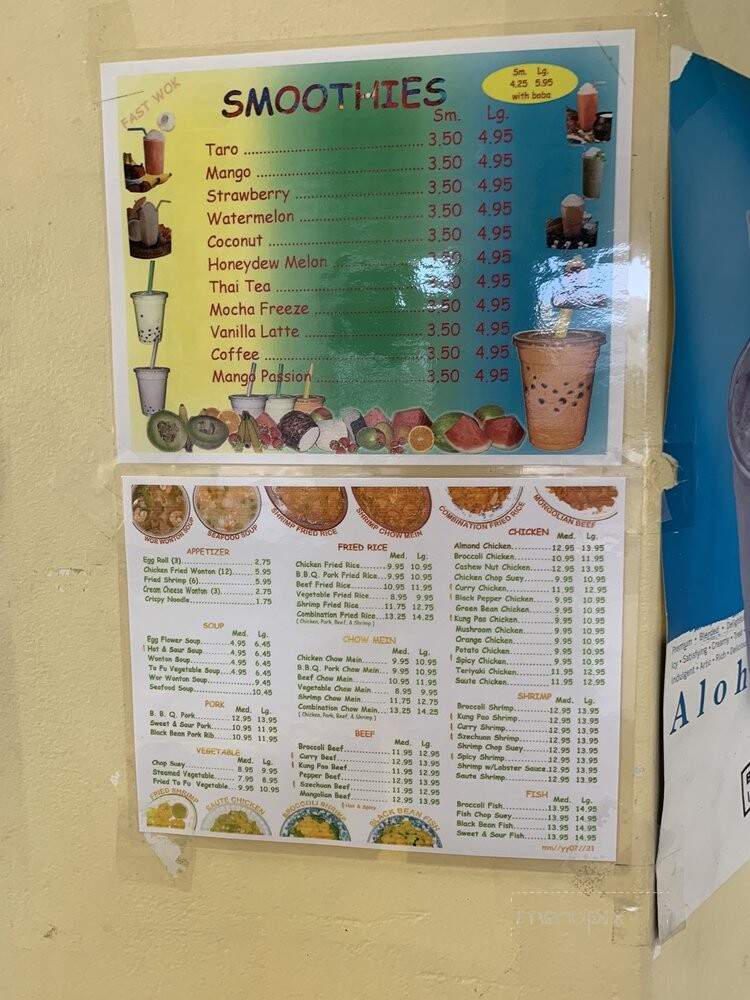 FAST WOK
SMOOTHIES
Sm. Lg.
4.25 5.95
with boba
Sm. Lg.
Taro 3.50 4.95
Mango 3.50 4.95
Strawberry 3.50 4.95
Watermelon 3.50 4.95
Coconut 3.50 4.95
Honeydew Melon 3.50 4.95
Thai Tea 3.50 4.95
Mocha Freeze 3.50 4.95
Vanilla Latte 3.50 4.95
Coffee 3.50 4.95
Mango Passion 3.50 4.95
WOR WONTON SOUP
SEAFOOD SOUP
SHRIMP FRIED RICE
SHRIMP CHOW MEIN
COMBINATION FRIED RICE
MONGOLIAN BEEF
APPETIZER
Egg Roll (3) 2.75
Chicken Fried Wonton (12) 5.95
Fried Shrimp (6) 5.95
Cream Cheese Wonton (3) 2.75
Crispy Noodle 1.75
SOUP
Med. Lg.
Egg Flower Soup 4.95 6.45
Hot & Sour Soup 4.95 6.45
Wonton Soup 4.95 6.45
To Fu Vegetable Soup 4.95 6.45
Wor Wonton Soup 9.45
Seafood Soup 10.45
PORK
Med. Lg.
B. B. Q. Pork 12.95 13.95
Sweet & Sour Pork 10.95 11.95
Black Bean Pork Rib 10.95 11.95
VEGETABLE
Med. Lg.
Chop Suey 8.95 9.95
Steamed Vegetable 7.95 8.95
Fried To Fu Vegetable 9.95 10.95
FRIED RICE
Med. Lg.
Chicken Fried Rice 9.95 10.95
B.B.Q. Pork Fried Rice 9.95 10.95
Beef Fried Rice 10.95 11.95
Vegetable Fried Rice 8.95 9.95
Shrimp Fried Rice 11.75 12.75
Combination Fried Rice 13.25 14.25
(Chicken, Pork, Beef, & Shrimp)
CHOW MEIN
Med. Lg.
Chicken Chow Mein 9.95 10.95
B.B.Q. Pork Chow Mein 9.95 10.95
Beef Chow Mein 10.95 11.95
Vegetable Chow Mein 8.95 9.95
Shrimp Chow Mein 11.75 12.75
Combination Chow Mein 13.25 14.25
(Chicken, Pork, Beef, & Shrimp)
BEEF
Med. Lg.
Broccoli Beef 11.95 12.95
Curry Beef 12.95 13.95
Kung Pao Beef 11.95 12.95
Pepper Beef 12.95 13.95
Szechuan Beef 11.95 12.95
Mongolian Beef 12.95 13.95
Hot & Spicy
CHICKEN
Med. Lg.
Almond Chicken 12.95 13.95
Broccoli Chicken 10.95 11.95
Cashew Nut Chicken 12.95 13.95
Chicken Chop Suey 9.95 10.95
Curry Chicken 11.95 12.95
Black Pepper Chicken 9.95 10.95
Green Bean Chicken 9.95 10.95
Kung Pao Chicken 9.95 10.95
Mushroom Chicken 9.95 10.95
Orange Chicken 9.95 10.95
Potato Chicken 9.95 10.95
Spicy Chicken 9.95 10.95
Teriyaki Chicken 11.95 12.95
Saute Chicken 11.95 12.95
SHRIMP
Med. Lg.
Broccoli Shrimp 12.95 13.95
Kung Pao Shrimp 12.95 13.95
Curry Shrimp 12.95 13.95
Szechuan Shrimp 12.95 13.95
Shrimp Chop Suey 12.95 13.95
Spicy Shrimp 12.95 13.95
Shrimp w/Lobster Sauce 12.95 13.95
Saute Shrimp 12.95 13.95
FISH
Med. Lg.
Broccoli Fish 13.95 14.95
Fish Chop Suey 13.95 14.95
Black Bean Fish 13.95 14.95
Sweet & Sour Fish 13.95 14.95
mm//yy07//21
FRIED SHRIMP
SAUTE CHICKEN
BROCCOLI SHRIMP
BLACK BEAN FISH
Premium • Blended • Delightful
Icy • Satisfying • Creamy • Treat
Indulgent • Artic • Rich • Delicious
Aloh
menupix